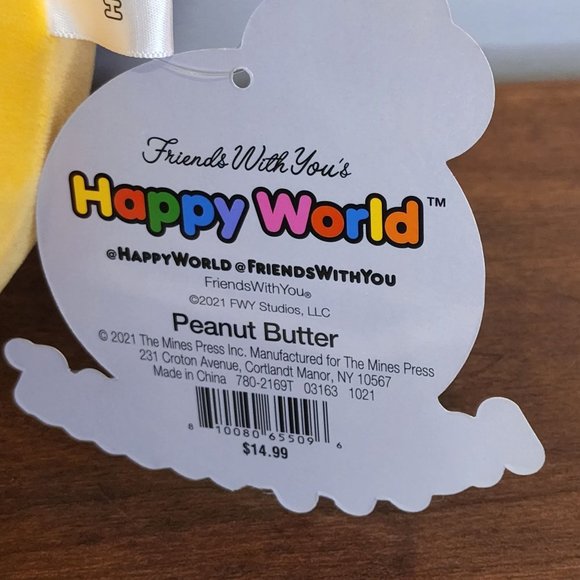 Friends With You's
Happy World™
@HAPPYWORLD @FRIENDSWITHYOU
FriendsWithYou®
©2021 FWY Studios, LLC
Peanut Butter
© 2021 The Mines Press Inc. Manufactured for The Mines Press
231 Croton Avenue, Cortlandt Manor, NY 10567
Made in China 780-2169T 03163 1021
8 10080 65509 6
$14.99